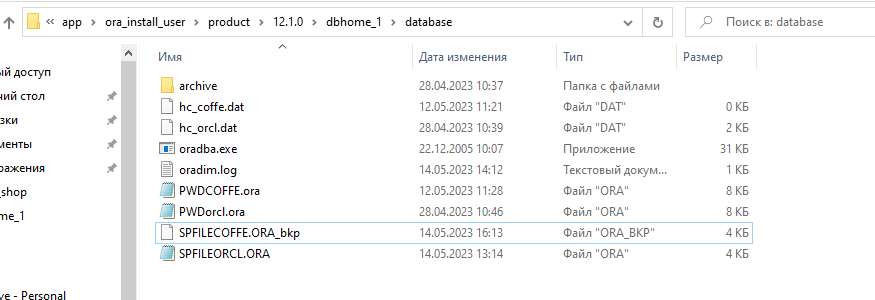 « app > ora_install_user > product > 12.1.0 > dbhome_1 > database Поиск в: database
Имя Дата изменения Тип Размер
archive 28.04.2023 10:37 Папка с файлами
hc_coffe.dat 12.05.2023 11:21 Файл "DAT" 0 КБ
hc_orcl.dat 28.04.2023 10:39 Файл "DAT" 2 КБ
oradba.exe 22.12.2005 10:07 Приложение 31 КБ
oradim.log 14.05.2023 14:12 Текстовый докум... 1 КБ
PWDCOFFE.ora 12.05.2023 11:28 Файл "ORA" 8 КБ
PWDorcl.ora 28.04.2023 10:46 Файл "ORA" 8 КБ
SPFILECOFFE.ORA_bkp 14.05.2023 16:13 Файл "ORA_BKP" 4 КБ
SPFILEORCL.ORA 14.05.2023 13:14 Файл "ORA" 4 КБ
ый доступ
ний стол
зки
менты
ражения
_shop
ome_1
ve - Personal